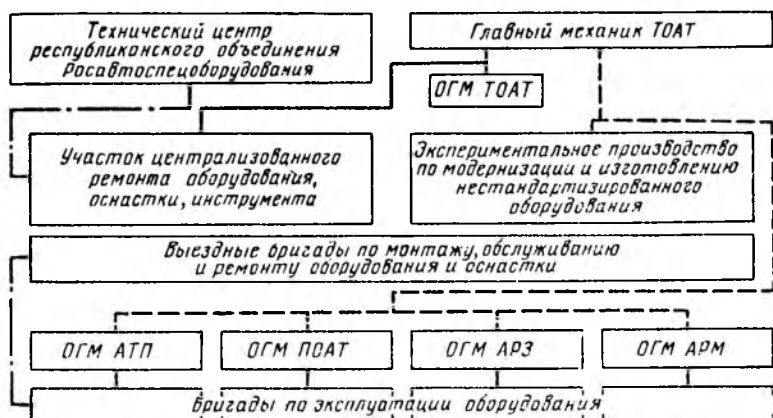 Технический центр
республиканского объединения
Росавтоспецоборудования
Главный механик ТОАТ
ОГМ ТОАТ
Участок централизованного
ремонта оборудования,
оснастки, инструмента
Экспериментальное производство
по модернизации и изготовлению
нестандартизированного
оборудования
Выездные бригады по монтажу, обслуживанию
и ремонту оборудования и оснастки
ОГМ АТП
ОГМ ПОАТ
ОГМ АРЗ
ОГМ АРМ
Бригады по эксплуатации оборудования